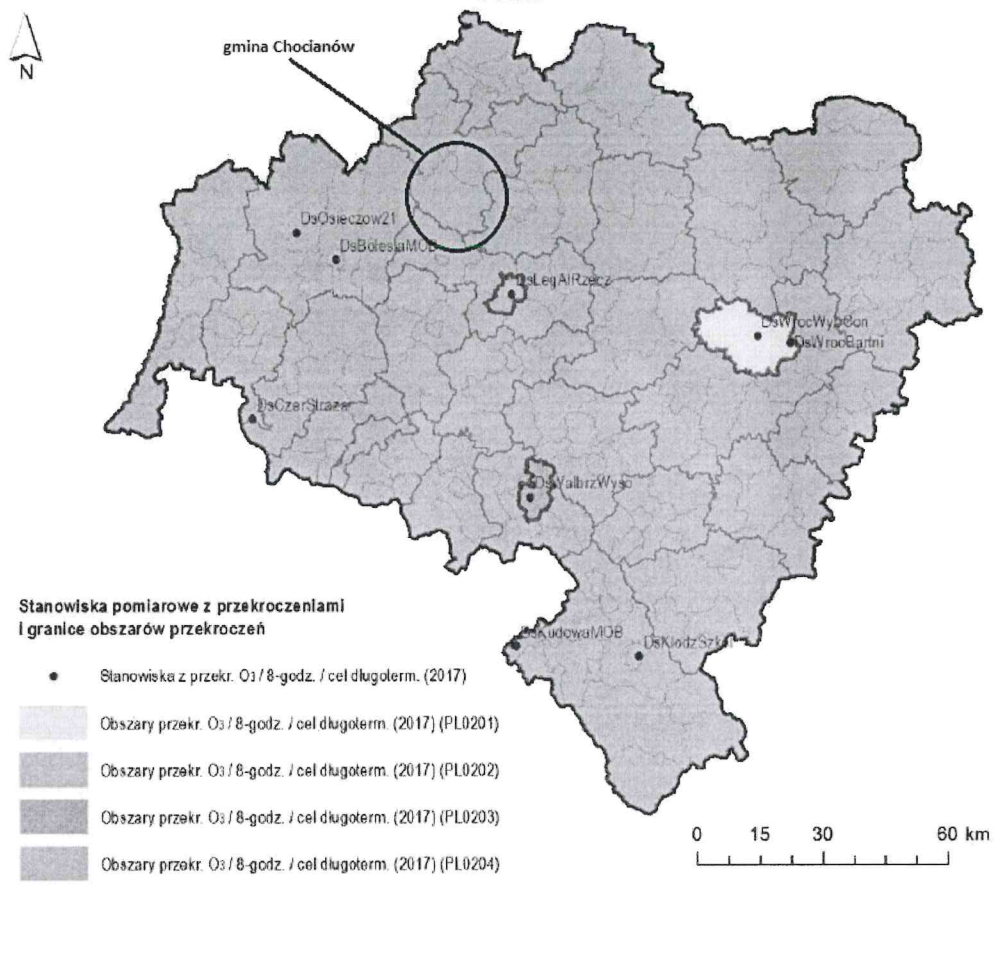 gmina Chocianów
N
DsOsieczow21
DsBoleslaMOB
DsLegAlRzecz
DsWrocWybCon
DsWrocBartni
DsCzerStraza
DsWalbrzWyso
DsKudowaMOB
DsKlodzSzkol
Stanowiska pomiarowe z przekroczeniami
i granice obszarów przekroczeń
Stanowiska z przekr. O3 / 8-godz. / cel długoterm. (2017)
Obszary przekr. O3 / 8-godz. / cel długoterm. (2017) (PL0201)
Obszary przekr. O3 / 8-godz. / cel długoterm. (2017) (PL0202)
Obszary przekr. O3 / 8-godz. / cel długoterm. (2017) (PL0203)
Obszary przekr. O3 / 8-godz. / cel długoterm. (2017) (PL0204)
0 15 30 60 km